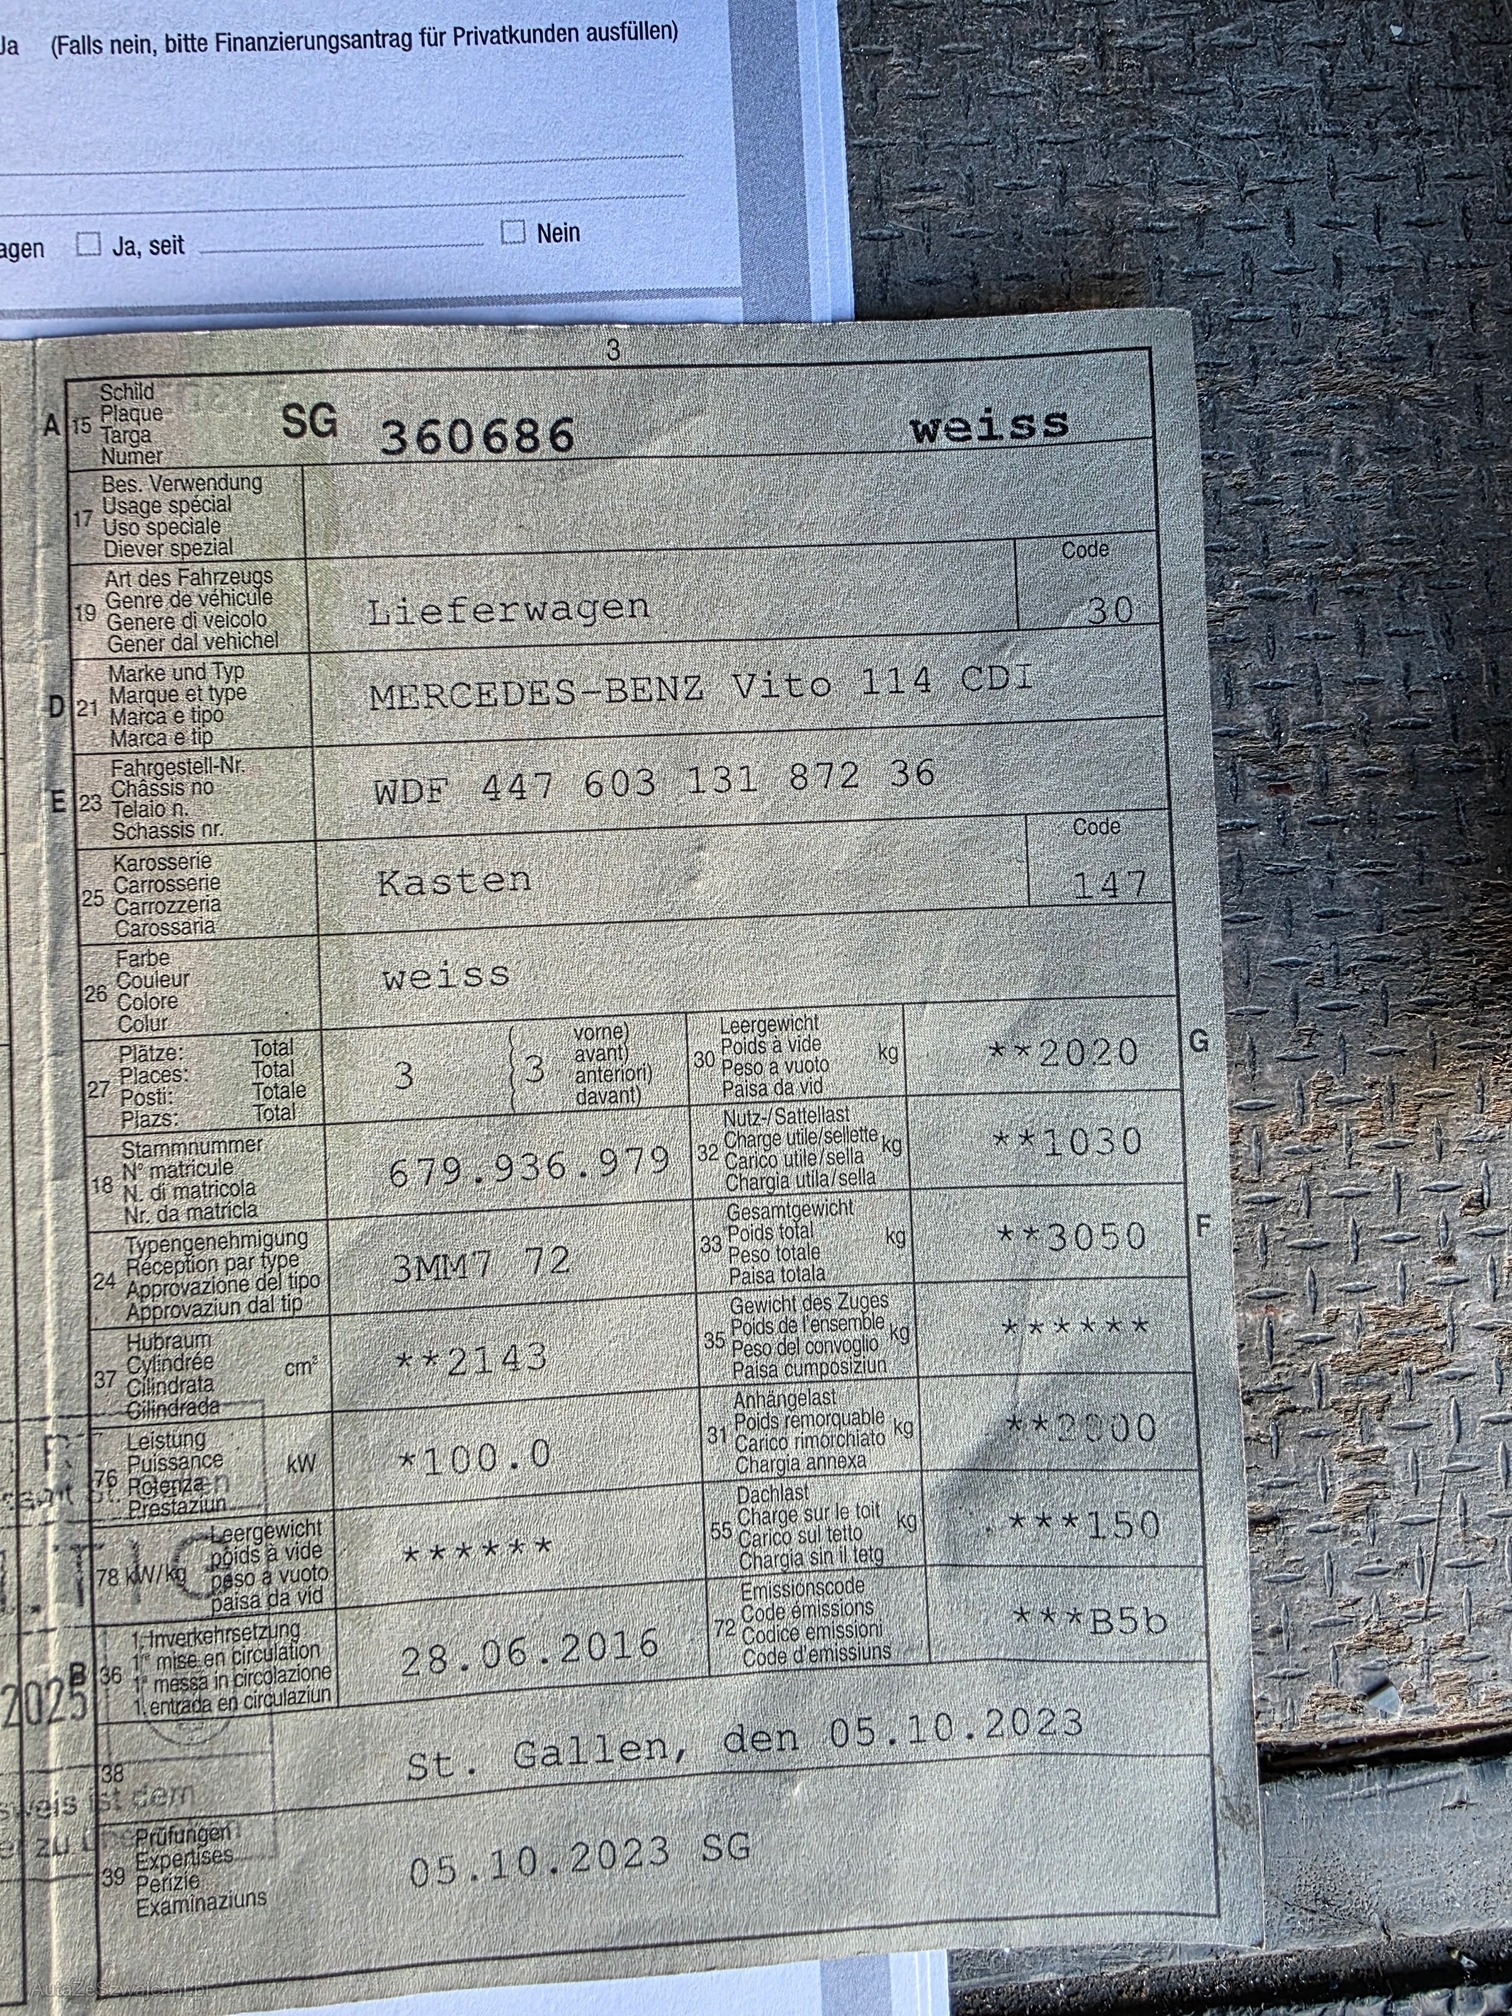 Ja (Falls nein, bitte Finanzierungsantrag für Privatkunden ausfüllen)
agen ☐ Ja, seit ☐ Nein
3
A 15 Schild
Plaque
Targa
Numer
SG 360686 weiss
17 Bes. Verwendung
Usage spécial
Uso speciale
Diever spezial
19 Art des Fahrzeugs
Genre de véhicule
Genere di veicolo
Gener dal vehichel
Lieferwagen
Code
30
D 21 Marke und Typ
Marque et type
Marca e tipo
Marca e tip
MERCEDES-BENZ Vito 114 CDI
E 23 Fahrgestell-Nr.
Châssis no
Telaio n.
Schassis nr.
WDF 447 603 131 872 36
25 Karosserie
Carrosserie
Carrozzeria
Carossaria
Kasten
Code
147
26 Farbe
Couleur
Colore
Colur
weiss
27 Plätze: Total
Places: Total
Posti: Totale
Plazs: Total
3 (3 vorne)
avant)
anteriori)
davant)
30 Leergewicht
Poids à vide
Peso a vuoto
Paisa da vid
kg
**2020
G
18 Stammnummer
N° matricule
N. di matricola
Nr. da matricla
679.936.979
32 Nutz-/Sattellast
Charge utile/sellette
Carico utile/sella
Chargia utila/sella
kg
**1030
24 Typengenehmigung
Réception par type
Approvazione del tipo
Approvaziun dal tip
3MM7 72
33 Gesamtgewicht
Poids total
Peso totale
Paisa totala
kg
**3050
F
37 Hubraum
Cylindrée
Cilindrata
Cilindrada
cm³
**2143
35 Gewicht des Zuges
Poids de l'ensemble
Peso del convoglio
Paisa cumposiziun
kg
******
76 Leistung
Puissance
Potenza
Prestaziun
kW
*100.0
31 Anhängelast
Poids remorquable
Carico rimorchiato
Chargia annexa
kg
**2000
78 kW/kg Leergewicht
poids à vide
peso a vuoto
paisa da vid
******
55 Dachlast
Charge sur le toit
Carico sul tetto
Chargia sin il tetg
kg
***150
B 36 1. Inverkehrsetzung
1re mise en circulation
1a messa in circolazione
1. entrada en circulaziun
28.06.2016
72 Emissionscode
Code émissions
Codice emissioni
Code d'emissiuns
***B5b
2025
38
St. Gallen, den 05.10.2023
sweis ist dem
zu
39 Prüfungen
Expertises
Perizie
Examinaziuns
05.10.2023 SG